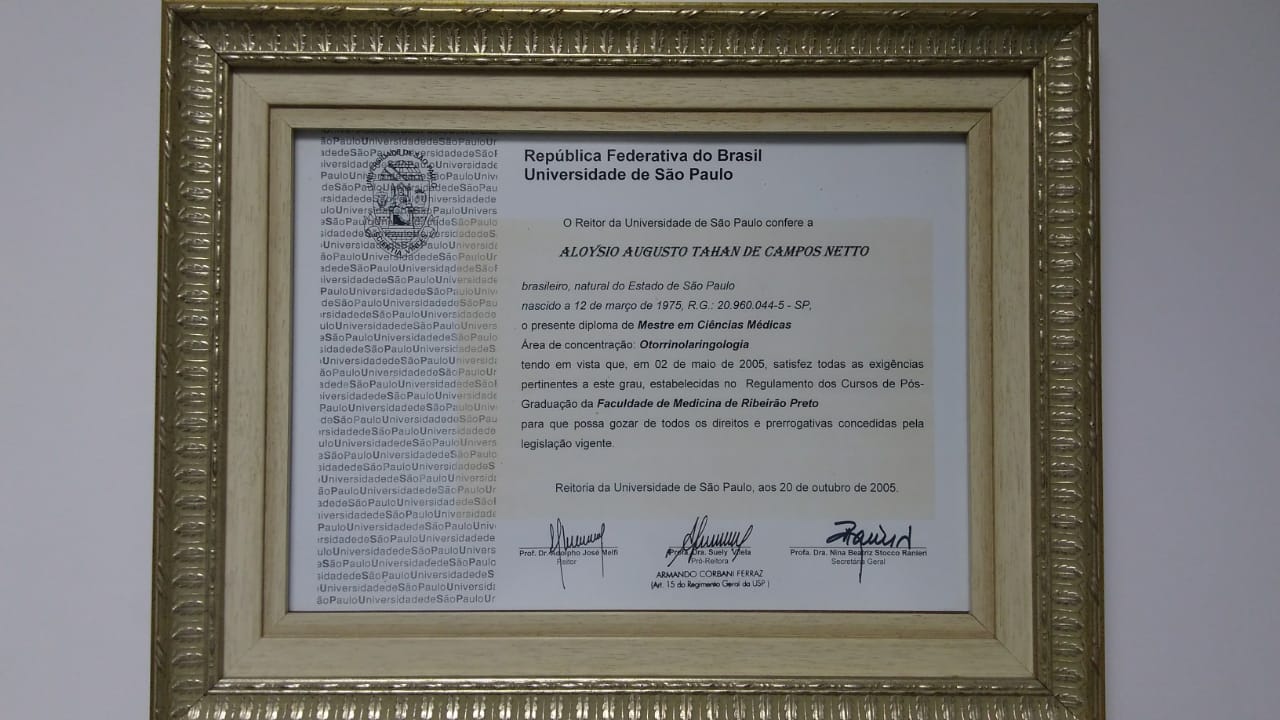 República Federativa do Brasil
Universidade de São Paulo
O Reitor da Universidade de São Paulo confere a
ALOYSIO AUGUSTO TAHAN DE CAMPOS NETTO
brasileiro, natural do Estado de São Paulo
nascido a 12 de março de 1975, R.G.: 20.960.044-5 - SP,
o presente diploma de Mestre em Ciências Médicas
Área de concentração: Otorrinolaringologia
tendo em vista que, em 02 de maio de 2005, satisfez todas as exigências
pertinentes a este grau, estabelecidas no Regulamento dos Cursos de Pós-
Graduação da Faculdade de Medicina de Ribeirão Preto
para que possa gozar de todos os direitos e prerrogativas concedidas pela
legislação vigente.
Reitoria da Universidade de São Paulo, aos 20 de outubro de 2005.
Prof. Dr. Adolpho José Melfi
Reitor
Profa. Dra. Suely Vilela
Pró-Reitora
ARMANDO CORBANI FERRAZ
(Art. 15 do Regimento Geral da USP)
Profa. Dra. Nina Beatriz Stocco Ranieri
Secretária Geral